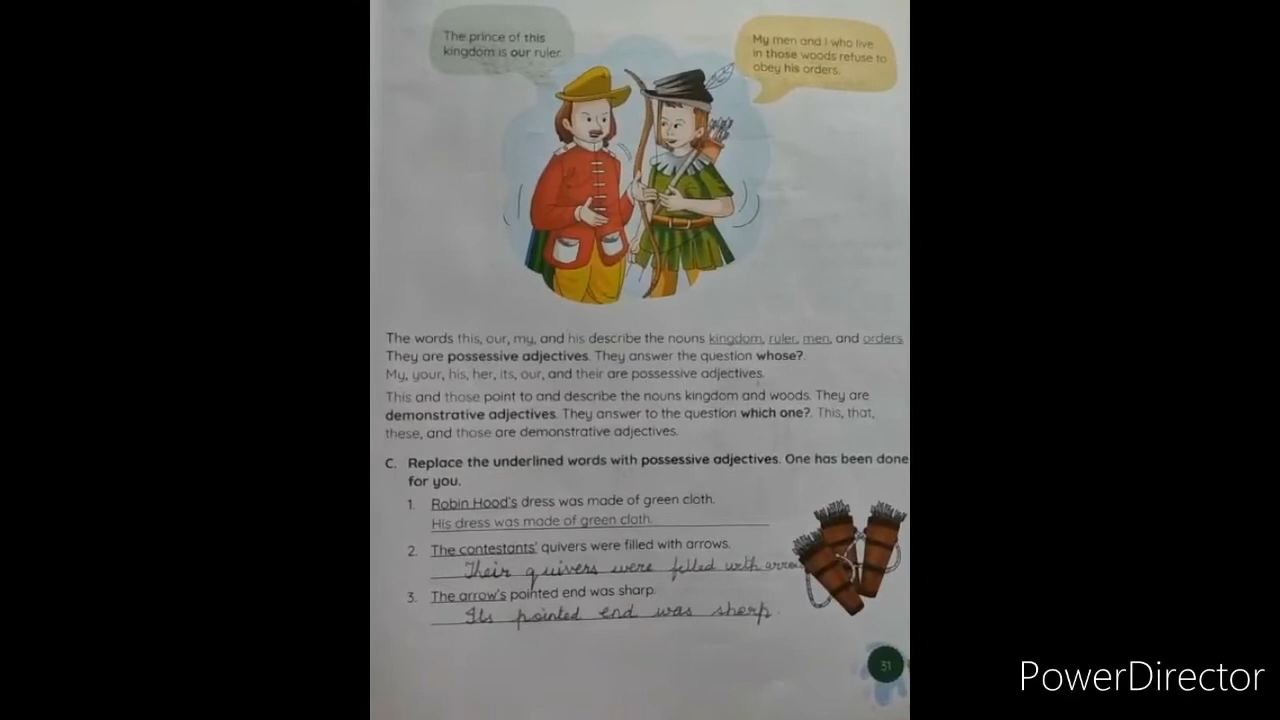 The prince of this
kingdom is our ruler.
My men and I who live
in those woods refuse to
obey his orders.
The words this, our, my, and his describe the nouns kingdom, ruler, men, and orders.
They are possessive adjectives. They answer the question whose?
My, your, his, her, its, our, and their are possessive adjectives.
This and those point to and describe the nouns kingdom and woods. They are
demonstrative adjectives. They answer to the question which one?. This, that,
these, and those are demonstrative adjectives.
C. Replace the underlined words with possessive adjectives. One has been done
for you.
1. Robin Hood's dress was made of green cloth.
His dress was made of green cloth.
2. The contestants' quivers were filled with arrows.
Their quivers were filled with arrows
3. The arrow's pointed end was sharp.
Its pointed end was sharp.
31
PowerDirector